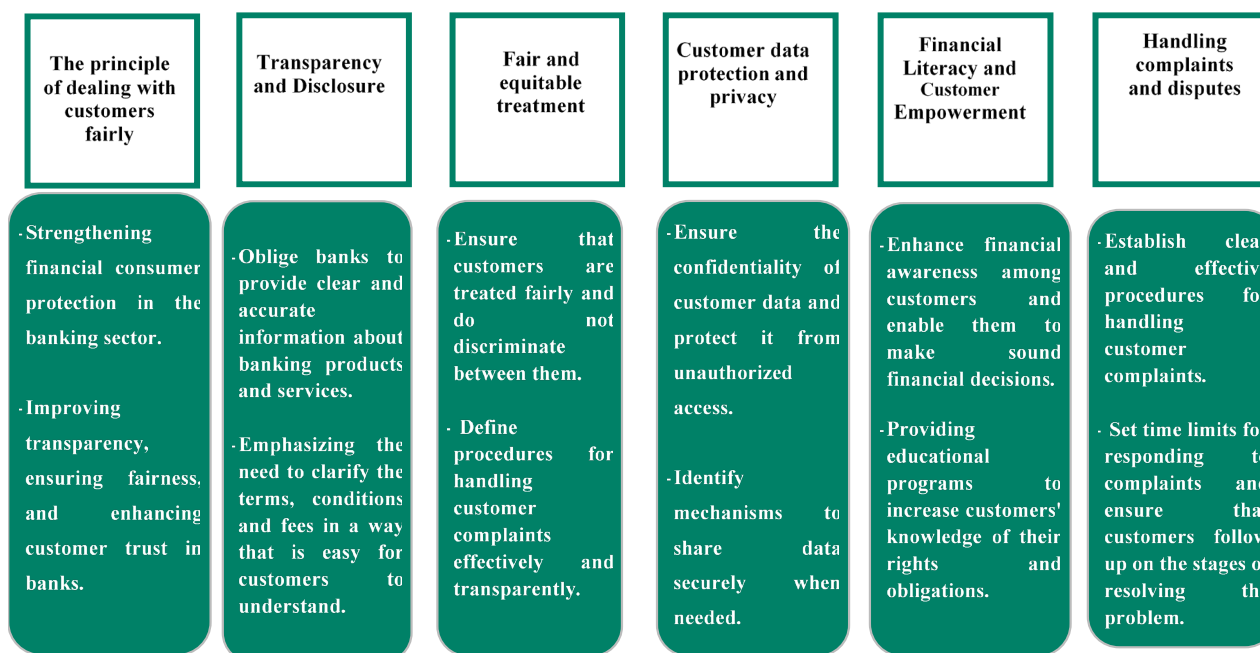 The principle
of dealing with
customers
fairly
-Strengthening
financial consumer
protection in the
banking sector.
-Improving
transparency,
ensuring fairness,
and enhancing
customer trust in
banks.
Transparency
and Disclosure
-Oblige banks to
provide clear and
accurate
information about
banking products
and services.
-Emphasizing the
need to clarify the
terms, conditions
and fees in a way
that is easy for
customers to
understand.
Fair and
equitable
treatment
-Ensure that
customers are
treated fairly and
do not
discriminate
between them.
- Define
procedures for
handling
customer
complaints
effectively and
transparently.
Customer data
protection and
privacy
-Ensure the
confidentiality of
customer data and
protect it from
unauthorized
access.
-Identify
mechanisms to
share data
securely when
needed.
Financial
Literacy and
Customer
Empowerment
-Enhance financial
awareness among
customers and
enable them to
make sound
financial decisions.
-Providing
educational
programs to
increase customers'
knowledge of their
rights and
obligations.
Handling
complaints
and disputes
-Establish clea
and effectiv
procedures fo
handling
customer
complaints.
- Set time limits fo
responding t
complaints an
ensure tha
customers follow
up on the stages o
resolving th
problem.